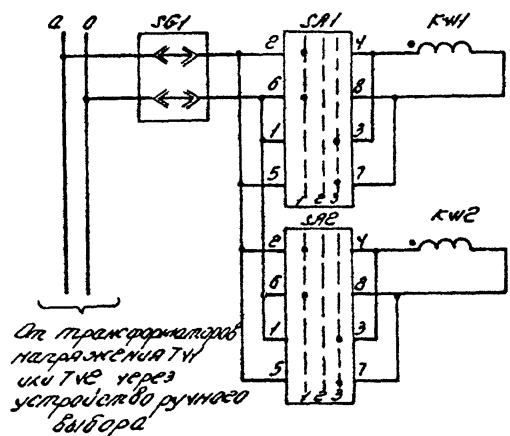 а о SG1 SA1 KW1
2 4
6 8
1 3
5 7
1 2 3
SA2 KW2
2 4
6 8
1 3
5 7
1 2 3
От трансформаторов
напряжения TV1
или TV2 через
устройство ручного
выбора